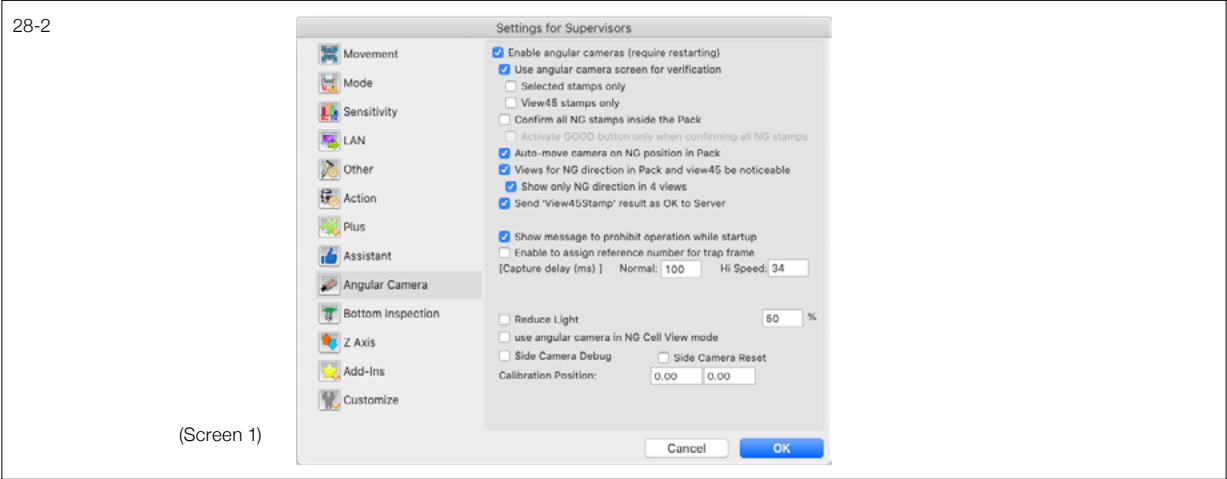 28-2
Settings for Supervisors
Movement
Mode
Sensitivity
LAN
Other
Action
Plus
Assistant
Angular Camera
Bottom Inspection
Z Axis
Add-Ins
Customize
Enable angular cameras (require restarting)
Use angular camera screen for verification
Selected stamps only
View45 stamps only
Confirm all NG stamps inside the Pack
Activate GOOD button only when confirming all NG stamps
Auto-move camera on NG position in Pack
Views for NG direction in Pack and view45 be noticeable
Show only NG direction in 4 views
Send 'View45Stamp' result as OK to Server
Show message to prohibit operation while startup
Enable to assign reference number for trap frame
[Capture delay (ms) ] Normal: 100 Hi Speed: 34
Reduce Light 50 %
use angular camera in NG Cell View mode
Side Camera Debug Side Camera Reset
Calibration Position: 0.00 0.00
Cancel OK
(Screen 1)